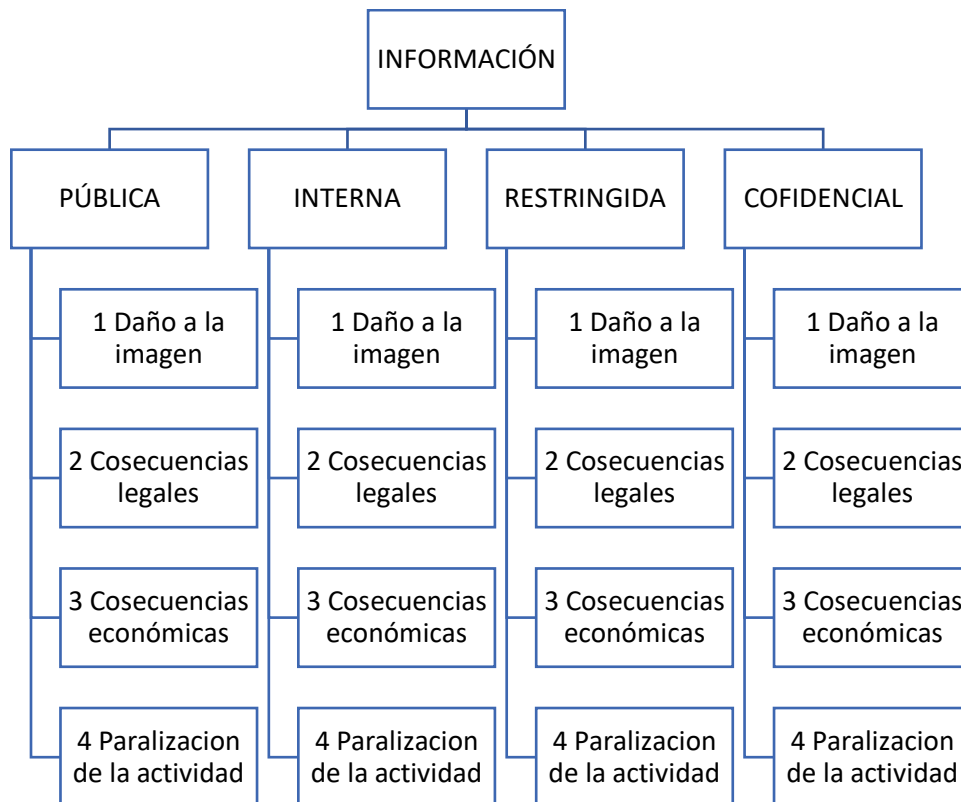 INFORMACIÓN
PÚBLICA
INTERNA
RESTRINGIDA
COFIDENCIAL
1 Daño a la
imagen
2 Cosecuencias
legales
3 Cosecuencias
económicas
4 Paralizacion
de la actividad
1 Daño a la
imagen
2 Cosecuencias
legales
3 Cosecuencias
económicas
4 Paralizacion
de la actividad
1 Daño a la
imagen
2 Cosecuencias
legales
3 Cosecuencias
económicas
4 Paralizacion
de la actividad
1 Daño a la
imagen
2 Cosecuencias
legales
3 Cosecuencias
económicas
4 Paralizacion
de la actividad